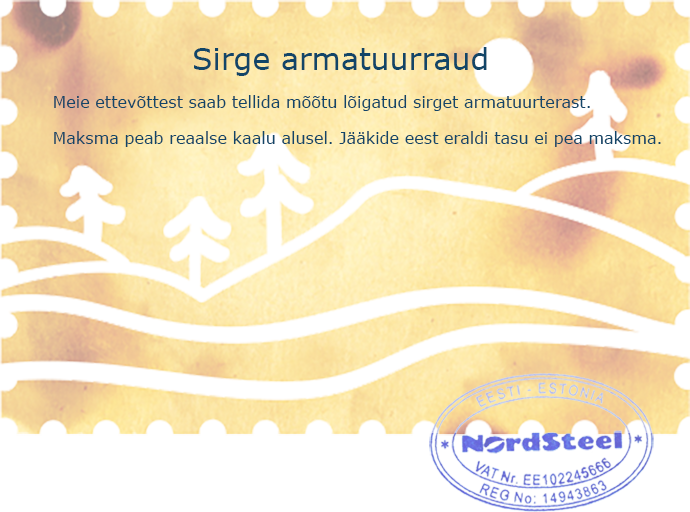 Sirge armatuurraud
Meie ettevõttest saab tellida mõõtu lõigatud sirget armatuurterast.
Maksma peab reaalse kaalu alusel. Jääkide eest eraldi tasu ei pea maksma.
EESTI - ESTONIA
* NordSteel *
VAT Nr. EE102245666
REG No: 14943863